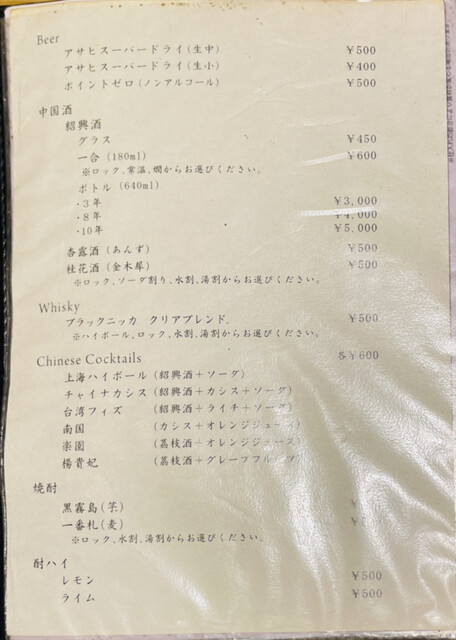 Beer
アサヒスーパードライ(生中) ￥500
アサヒスーパードライ(生小) ￥400
ポイントゼロ(ノンアルコール) ￥500
中国酒
紹興酒
グラス ￥450
一合(180ml) ￥600
※ロック、常温、燗からお選びください。
ボトル(640ml)
・3年 ￥3,000
・8年 ￥4,000
・10年 ￥5,000
杏露酒(あんず) ￥500
桂花酒(金木犀) ￥500
※ロック、ソーダ割り、水割、湯割からお選びください。
Whisky
ブラックニッカ クリアブレンド、 ￥500
※ハイボール、ロック、水割、湯割からお選びください。
Chinese Cocktails ￥600
上海ハイボール (紹興酒+ソーダ)
チャイナカシス (紹興酒+カシス+ソーダ)
台湾フィズ (紹興酒+ライチ+ソーダ)
南国 (カシス+オレンジジュース)
楽園 (茘枝酒+オレンジジュース)
楊貴妃 (茘枝酒+グレープフルーツ)
焼酎
黒霧島(芋) ￥
一番札(麦) ￥
※ロック、水割、湯割からお選びください。
酎ハイ
レモン ￥500
ライム ￥500